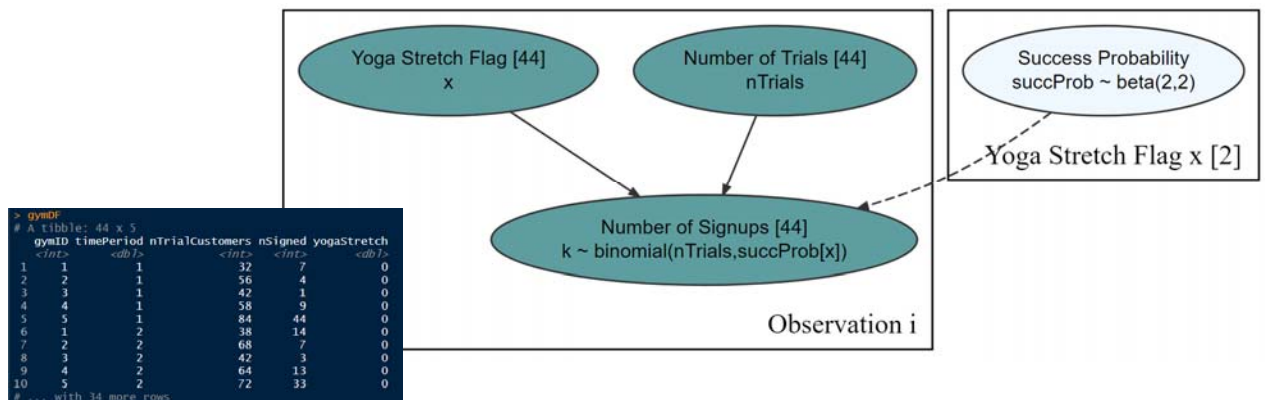 Yoga Stretch Flag [44]
x
Number of Trials [44]
nTrials
Success Probability
succProb ~ beta(2,2)
Yoga Stretch Flag x [2]
Number of Signups [44]
k ~ binomial(nTrials,succProb[x])
Observation i
> gymDF
# A tibble: 44 x 5
gymID timePeriod nTrialCustomers nSigned yogaStretch
<int> <dbl> <int> <int> <dbl>
1 1 1 32 7 0
2 2 1 56 4 0
3 3 1 42 1 0
4 4 1 58 9 0
5 5 1 84 44 0
6 1 2 38 14 0
7 2 2 68 7 0
8 3 2 42 3 0
9 4 2 64 13 0
10 5 2 72 33 0
# ... with 34 more rows